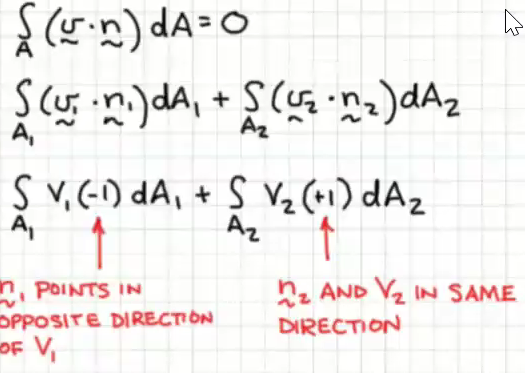 ∫_A (v · n) dA = 0
∫_A₁ (v₁ · n₁) dA₁ + ∫_A₂ (v₂ · n₂) dA₂
∫_A₁ V₁ (-1) dA₁ + ∫_A₂ V₂ (+1) dA₂
n₁ POINTS IN
OPPOSITE DIRECTION
OF V₁
n₂ AND V₂ IN SAME
DIRECTION